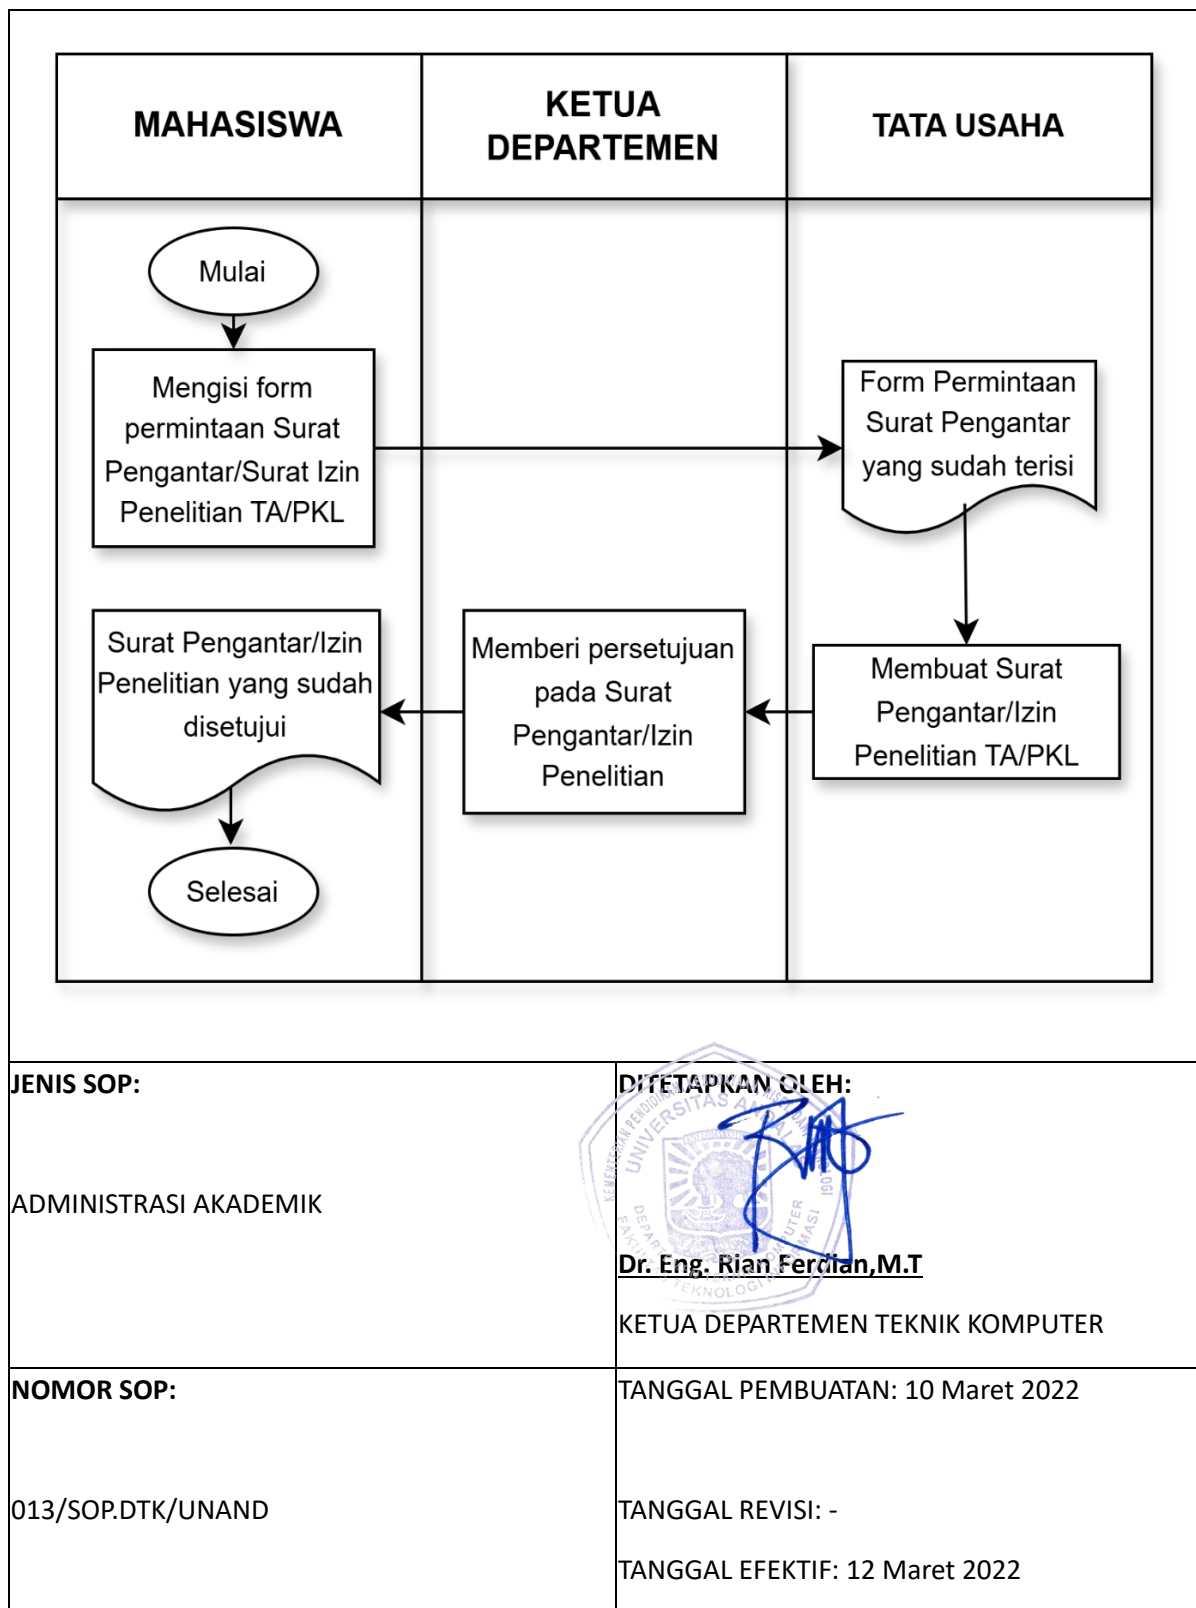 MAHASISWA
KETUA
DEPARTEMEN
TATA USAHA
Mulai
Mengisi form
permintaan Surat
Pengantar/Surat Izin
Penelitian TA/PKL
Form Permintaan
Surat Pengantar
yang sudah terisi
Membuat Surat
Pengantar/Izin
Penelitian TA/PKL
Memberi persetujuan
pada Surat
Pengantar/Izin
Penelitian
Surat Pengantar/Izin
Penelitian yang sudah
disetujui
Selesai
JENIS SOP:
ADMINISTRASI AKADEMIK
DITETAPKAN OLEH:
UNIVERSITAS ANDALAS
Dr. Eng. Rian Ferdian,M.T
KETUA DEPARTEMEN TEKNIK KOMPUTER
NOMOR SOP:
013/SOP.DTK/UNAND
TANGGAL PEMBUATAN: 10 Maret 2022
TANGGAL REVISI: -
TANGGAL EFEKTIF: 12 Maret 2022